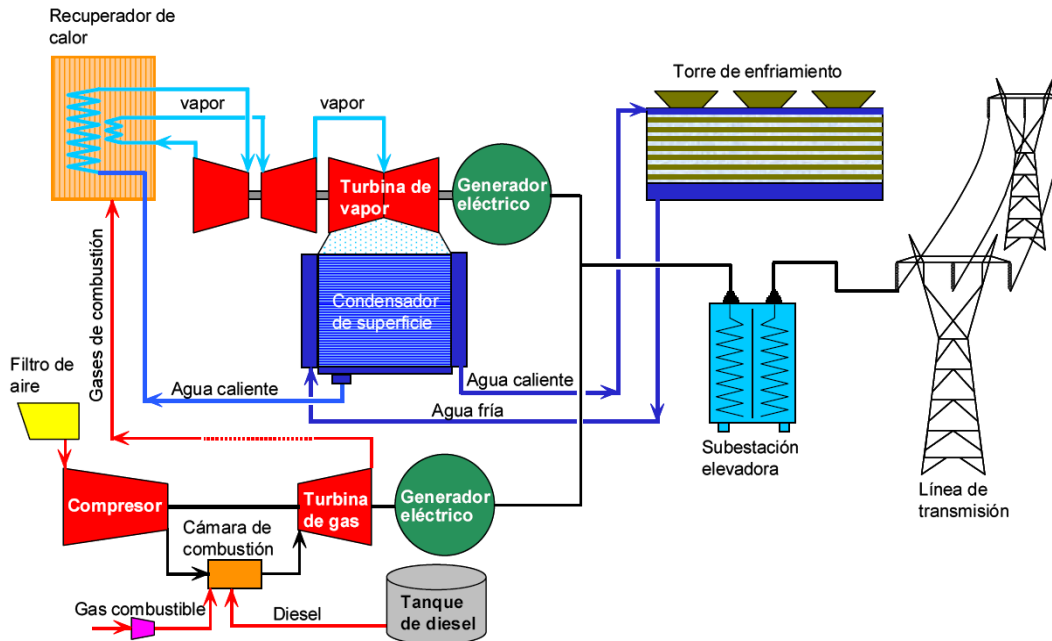 Recuperador de
calor
vapor
vapor
Torre de enfriamiento
Turbina de
vapor
Generador
eléctrico
Gases de combustión
Condensador
de superficie
Filtro de
aire
Agua caliente
Agua caliente
Agua fría
Subestación
elevadora
Línea de
transmisión
Compresor
Turbina
de gas
Generador
eléctrico
Cámara de
combustión
Gas combustible
Diesel
Tanque
de diesel